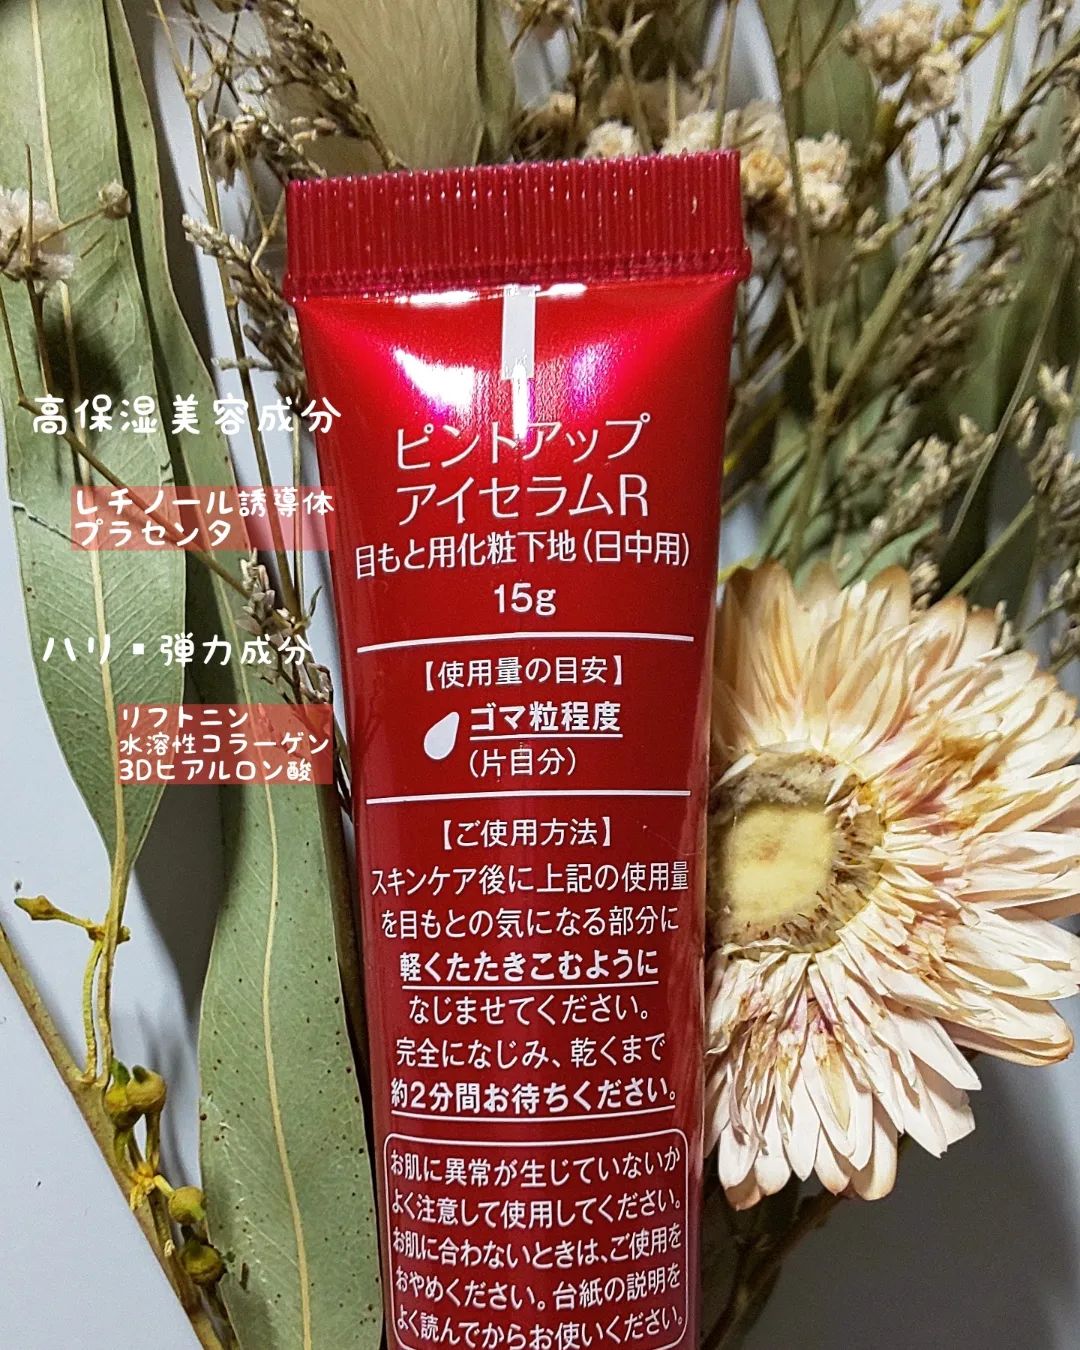 高保湿美容成分
レチノール誘導体
プラセンタ
ハリ・弾力成分
リフトニン
水溶性コラーゲン
3Dヒアルロン酸
ピントアップ
アイセラムR
目もと用化粧下地(日中用)
15g
【使用量の目安】
ゴマ粒程度
(片目分)
【ご使用方法】
スキンケア後に上記の使用量
を目もとの気になる部分に
軽くたたきこむように
なじませてください。
完全になじみ、乾くまで
約2分間お待ちください。
お肌に異常が生じていないか
よく注意して使用してください。
お肌に合わないときは、ご使用を
おやめください。台紙の説明を
よく読んでからお使いください。